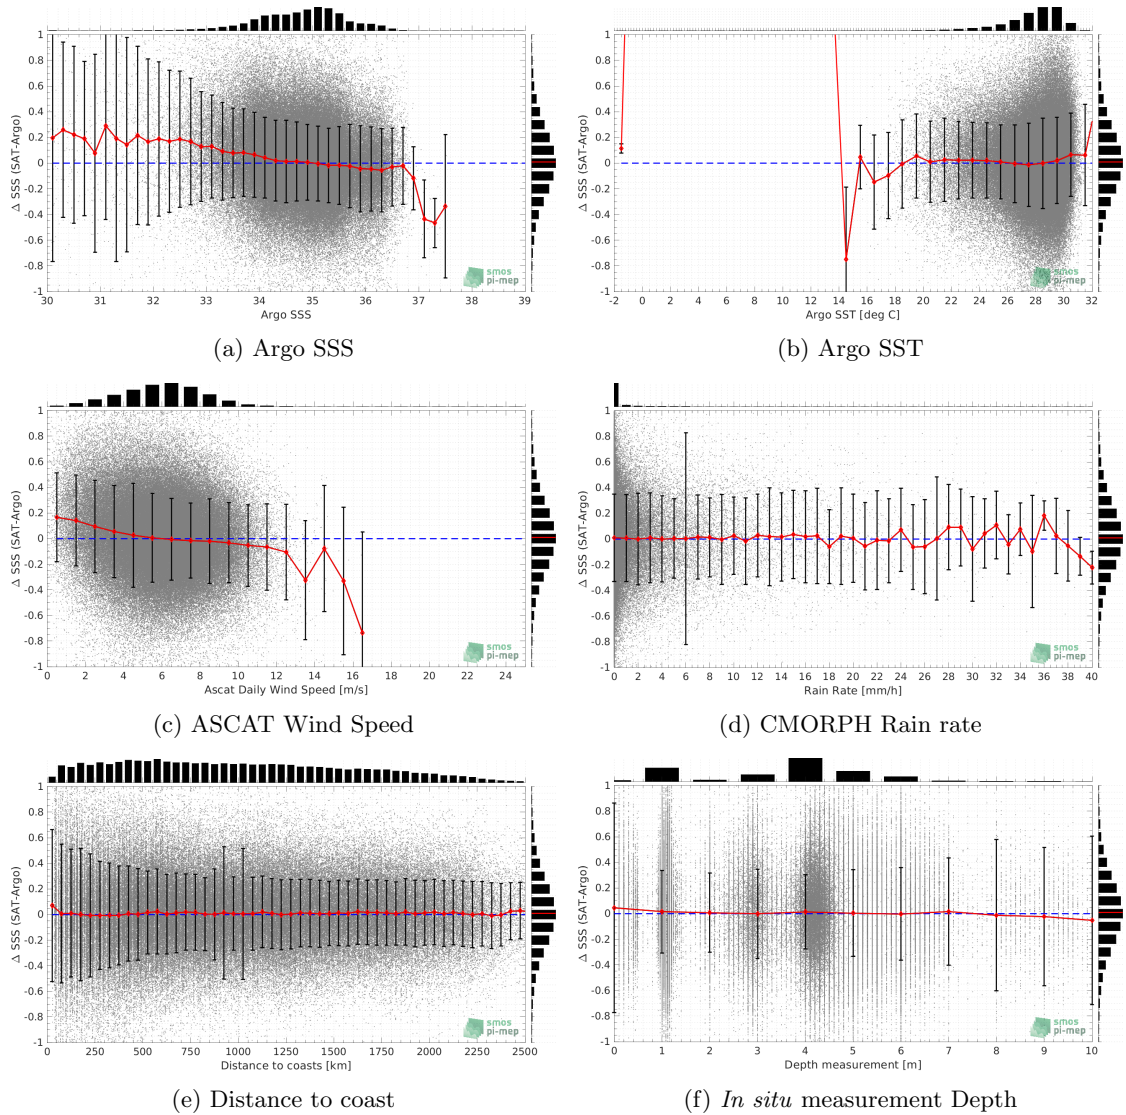 1
0.8
0.6
0.4
0.2
0
-0.2
-0.4
-0.6
-0.8
-1
Δ SSS (SAT-Argo)
30 31 32 33 34 35 36 37 38 39
Argo SSS
smos
pi-mep
(a) Argo SSS
1
0.8
0.6
0.4
0.2
0
-0.2
-0.4
-0.6
-0.8
-1
Δ SSS (SAT-Argo)
-2 0 2 4 6 8 10 12 14 16 18 20 22 24 26 28 30 32
Argo SST [deg C]
smos
pi-mep
(b) Argo SST
1
0.8
0.6
0.4
0.2
0
-0.2
-0.4
-0.6
-0.8
-1
Δ SSS (SAT-Argo)
0 2 4 6 8 10 12 14 16 18 20 22 24
Ascat Daily Wind Speed [m/s]
smos
pi-mep
(c) ASCAT Wind Speed
1
0.8
0.6
0.4
0.2
0
-0.2
-0.4
-0.6
-0.8
-1
Δ SSS (SAT-Argo)
0 2 4 6 8 10 12 14 16 18 20 22 24 26 28 30 32 34 36 38 40
Rain Rate [mm/h]
smos
pi-mep
(d) CMORPH Rain rate
1
0.8
0.6
0.4
0.2
0
-0.2
-0.4
-0.6
-0.8
-1
Δ SSS (SAT-Argo)
0 250 500 750 1000 1250 1500 1750 2000 2250 2500
Distance to coasts [km]
smos
pi-mep
(e) Distance to coast
1
0.8
0.6
0.4
0.2
0
-0.2
-0.4
-0.6
-0.8
-1
Δ SSS (SAT-Argo)
0 1 2 3 4 5 6 7 8 9 10
Depth measurement [m]
smos
pi-mep
(f) In situ measurement Depth